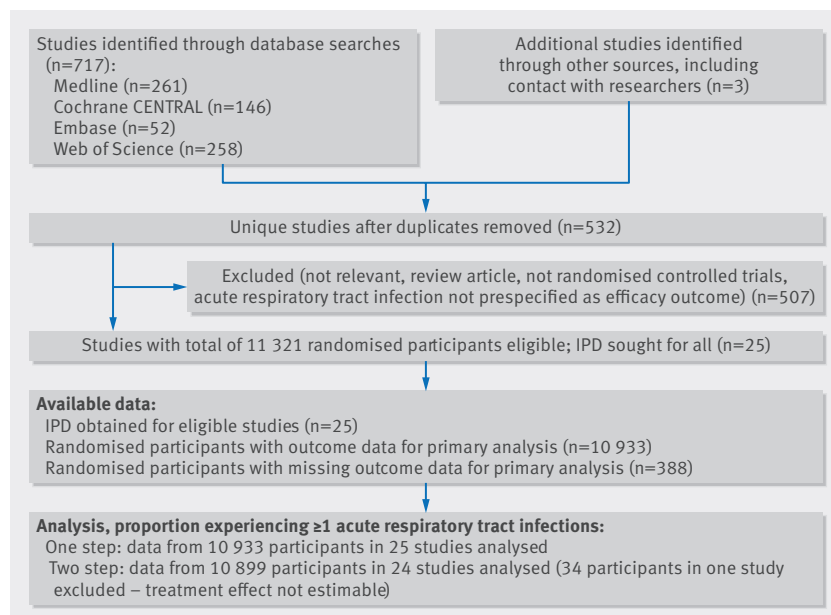 Studies identified through database searches
(n=717):
Medline (n=261)
Cochrane CENTRAL (n=146)
Embase (n=52)
Web of Science (n=258)
Additional studies identified
through other sources, including
contact with researchers (n=3)
Unique studies after duplicates removed (n=532)
Excluded (not relevant, review article, not randomised controlled trials,
acute respiratory tract infection not prespecified as efficacy outcome) (n=507)
Studies with total of 11 321 randomised participants eligible; IPD sought for all (n=25)
Available data:
IPD obtained for eligible studies (n=25)
Randomised participants with outcome data for primary analysis (n=10 933)
Randomised participants with missing outcome data for primary analysis (n=388)
Analysis, proportion experiencing ≥1 acute respiratory tract infections:
One step: data from 10 933 participants in 25 studies analysed
Two step: data from 10 899 participants in 24 studies analysed (34 participants in one study
excluded – treatment effect not estimable)